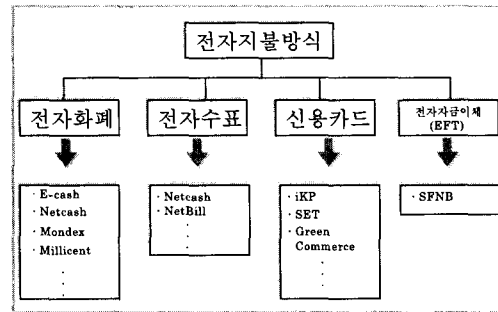 전자지불방식
전자화폐
전자수표
신용카드
전자자금이체
(EFT)
· E-cash
· Netcash
· Mondex
· Millicent
· Netcash
· NetBill
· iKP
· SET
· Green
Commerce
· SFNB